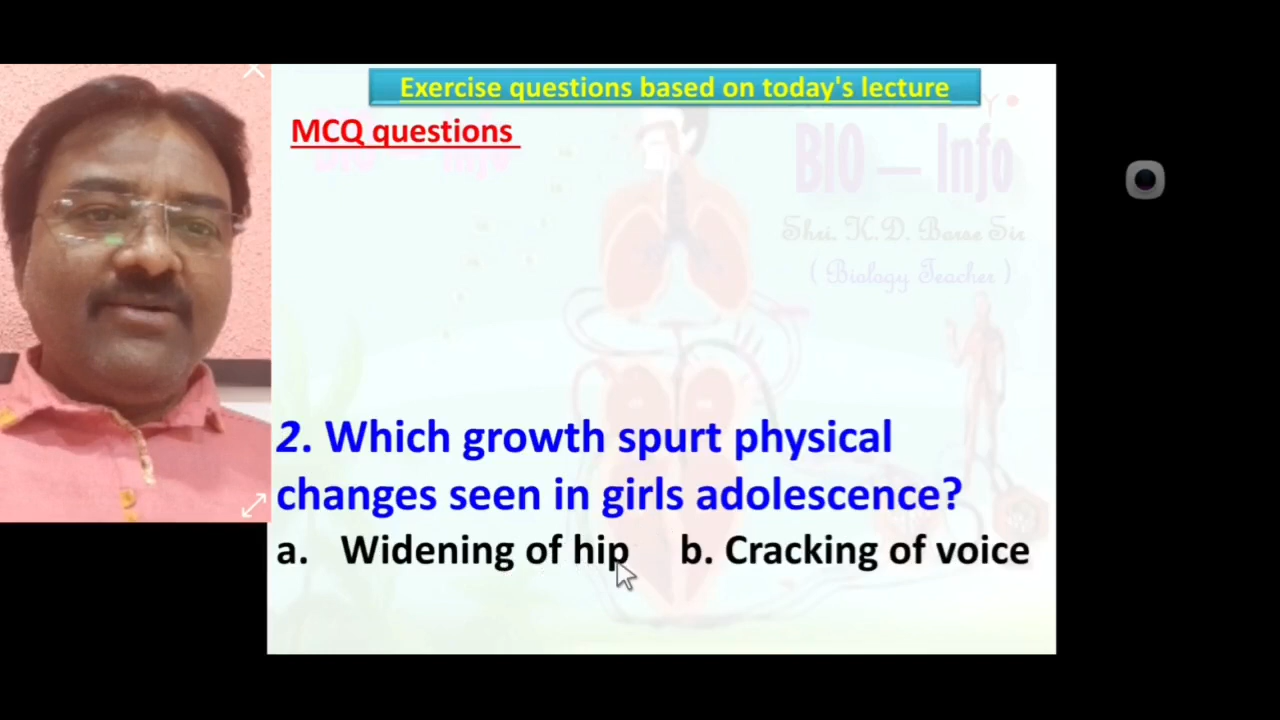 Exercise questions based on today's lecture
MCQ questions
BIO — Info
Shri. K.D. Borse Sir
( Biology Teacher )
2. Which growth spurt physical
changes seen in girls adolescence?
a. Widening of hip b. Cracking of voice